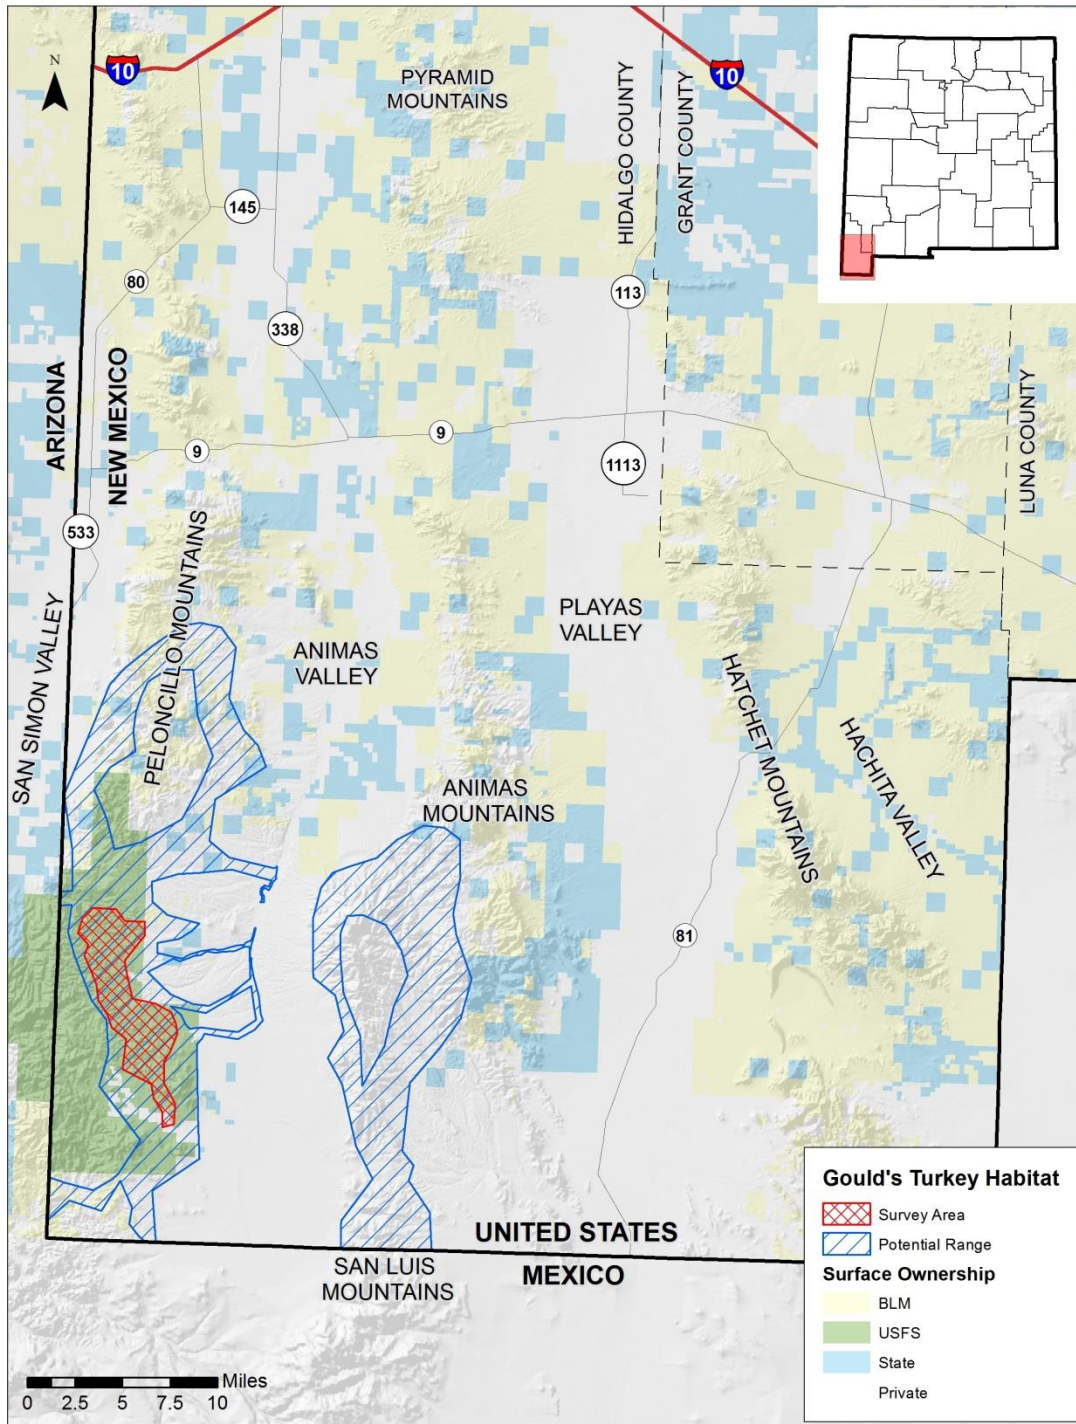 N
10
10
PYRAMID
MOUNTAINS
HIDALGO COUNTY
GRANT COUNTY
145
80
113
338
ARIZONA
NEW MEXICO
LUNA COUNTY
9
9
1113
533
PELONCILLO MOUNTAINS
SAN SIMON VALLEY
PLAYAS
VALLEY
ANIMAS
VALLEY
HATCHET MOUNTAINS
HACHITA VALLEY
ANIMAS
MOUNTAINS
81
UNITED STATES
MEXICO
SAN LUIS
MOUNTAINS
Gould's Turkey Habitat
Survey Area
Potential Range
Surface Ownership
BLM
USFS
State
Private
Miles
0 2.5 5 7.5 10